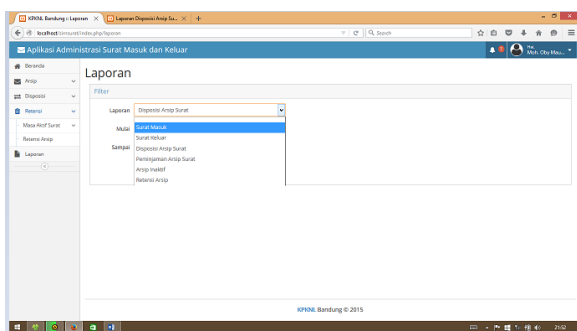 KPKNL Bandung :: Laporan
Laporan Disposisi Arsip Su...
localhost/simsurat/index.php/laporan
Search
Aplikasi Administrasi Surat Masuk dan Keluar
Hai,
Moh. Oby Mau...
Beranda
Arsip
Disposisi
Retensi
Masa Aktif Surat
Retensi Arsip
Laporan
Laporan
Filter
Laporan
Disposisi Arsip Surat
Mulai
Surat Masuk
Surat Keluar
Sampai
Disposisi Arsip Surat
Peminjaman Arsip Surat
Arsip Inaktif
Retensi Arsip
KPKNL Bandung © 2015
21:52